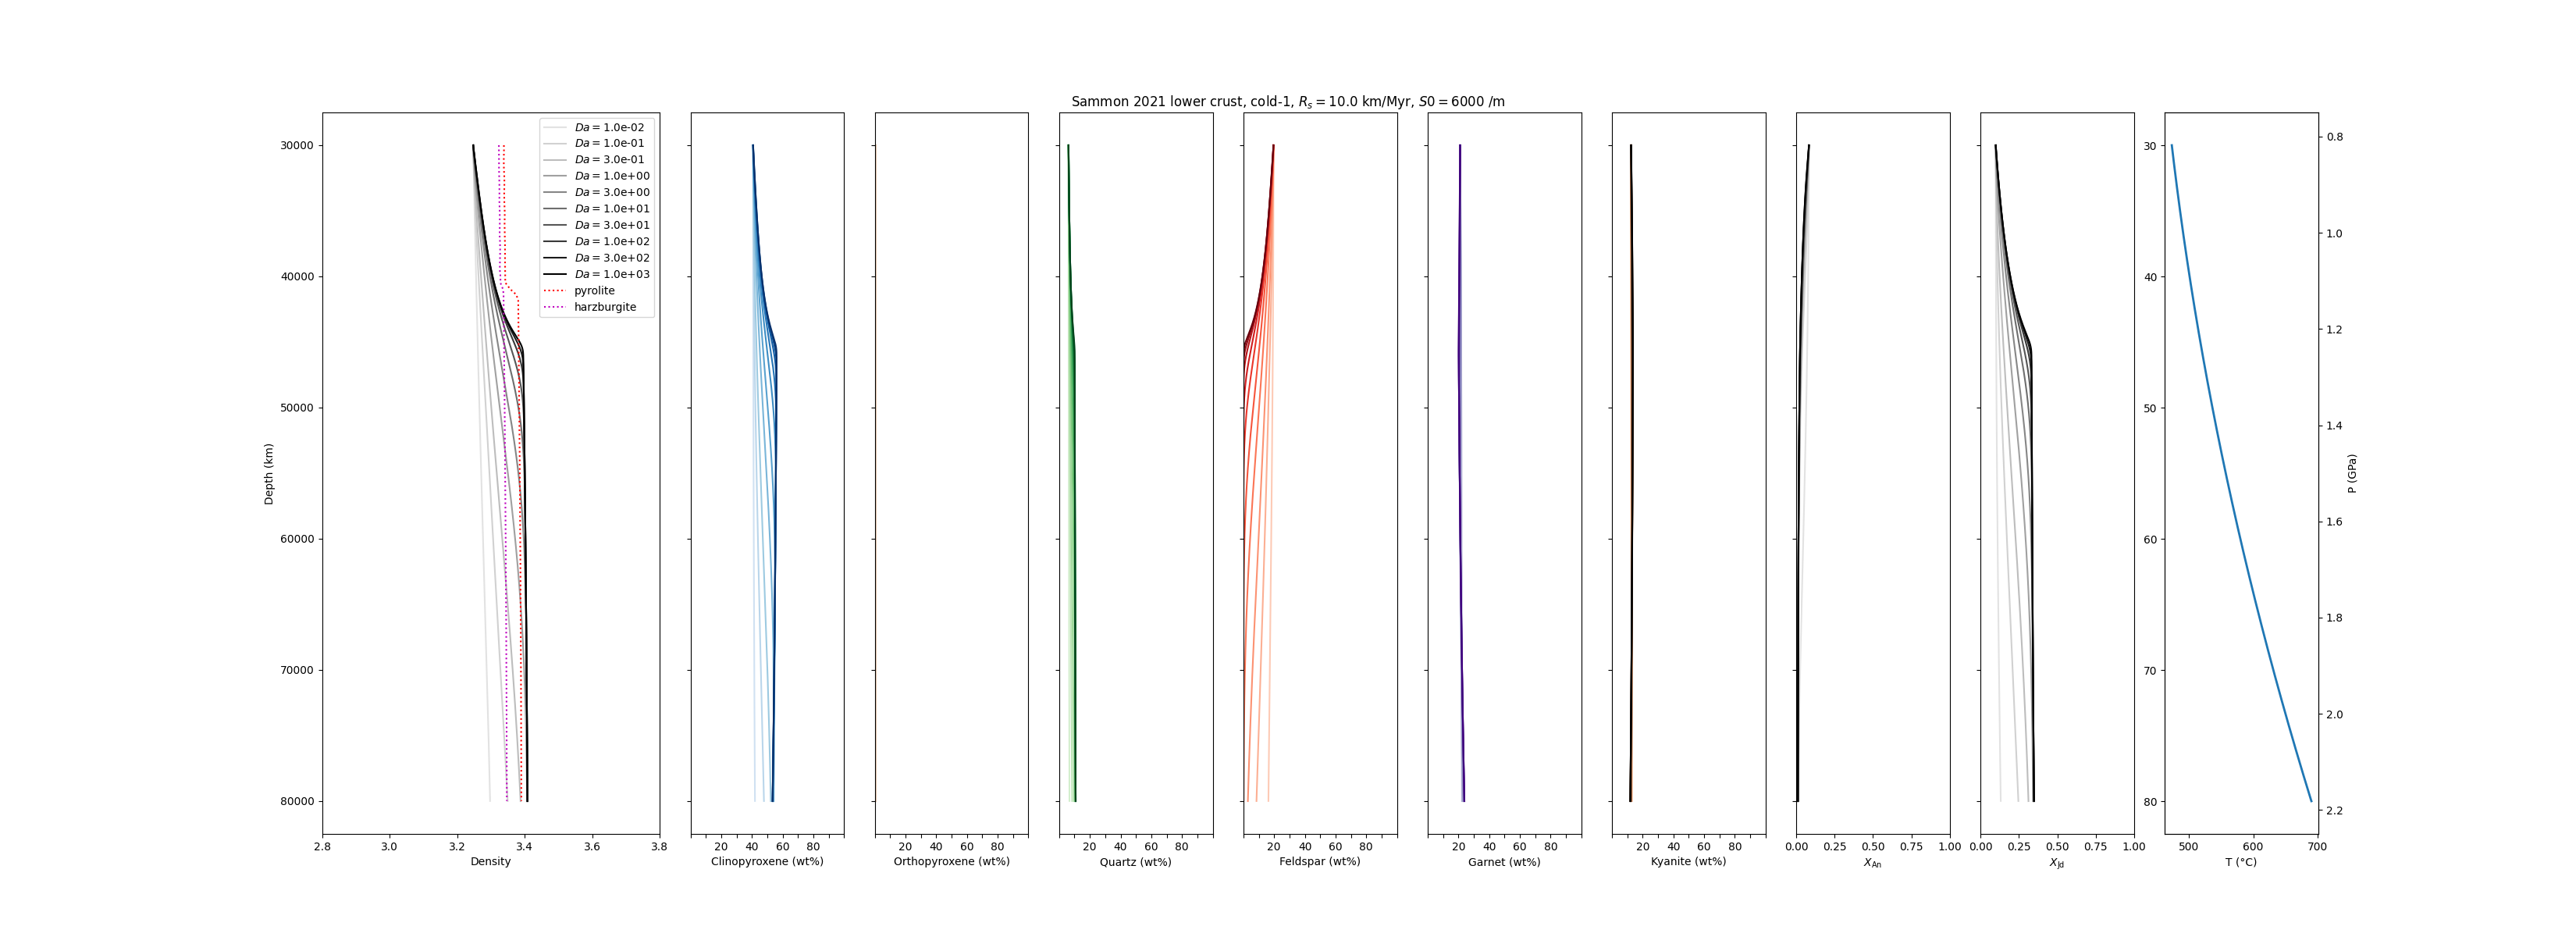 Sammon 2021 lower crust, cold-1, Rs = 10.0 km/Myr, S0 = 6000 /m
Da = 1.0e-02
Da = 1.0e-01
Da = 3.0e-01
Da = 1.0e+00
Da = 3.0e+00
Da = 1.0e+01
Da = 3.0e+01
Da = 1.0e+02
Da = 3.0e+02
Da = 1.0e+03
pyrolite
harzburgite
Depth (km)
30000
40000
50000
60000
70000
80000
2.8 3.0 3.2 3.4 3.6 3.8
Density
20 40 60 80
Clinopyroxene (wt%)
20 40 60 80
Orthopyroxene (wt%)
20 40 60 80
Quartz (wt%)
20 40 60 80
Feldspar (wt%)
20 40 60 80
Garnet (wt%)
20 40 60 80
Kyanite (wt%)
0.00 0.25 0.50 0.75 1.00
XAn
0.00 0.25 0.50 0.75 1.00
XJd
30
40
50
60
70
80
500 600 700
T (°C)
0.8
1.0
1.2
1.4
1.6
1.8
2.0
2.2
P (GPa)